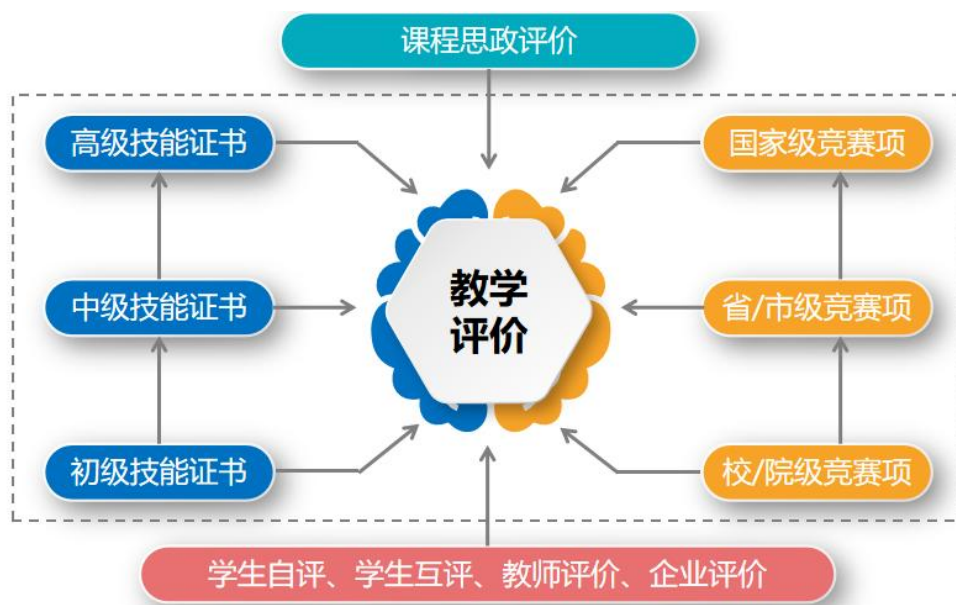 课程思政评价
高级技能证书
国家级竞赛项
教学
评价
中级技能证书
省/市级竞赛项
初级技能证书
校/院级竞赛项
学生自评、学生互评、教师评价、企业评价